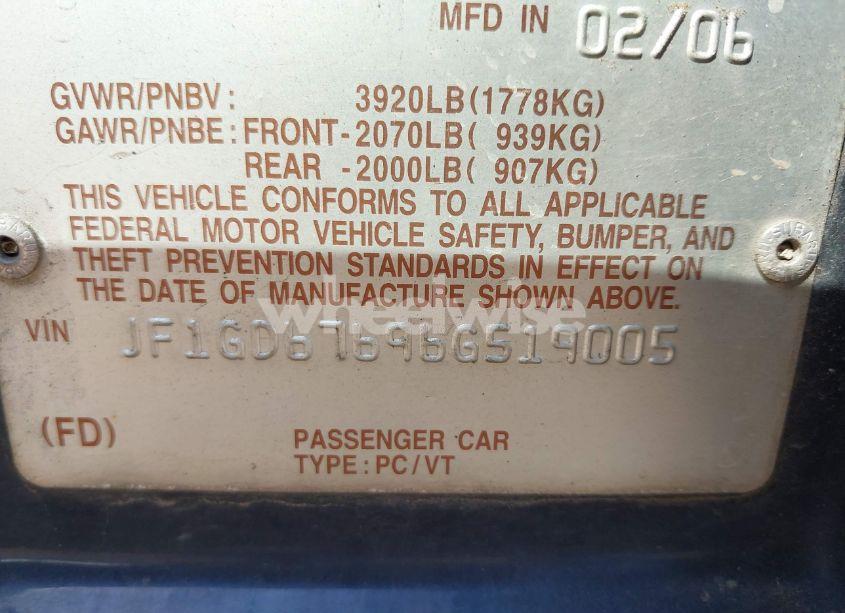 MFD IN 02/06
GVWR/PNBV: 3920LB(1778KG)
GAWR/PNBE: FRONT-2070LB( 939KG)
REAR -2000LB( 907KG)
THIS VEHICLE CONFORMS TO ALL APPLICABLE
FEDERAL MOTOR VEHICLE SAFETY, BUMPER, AND
THEFT PREVENTION STANDARDS IN EFFECT ON
THE DATE OF MANUFACTURE SHOWN ABOVE.
wheelwise
VIN JF1GD67696G519005
(FD) PASSENGER CAR
TYPE: PC/VT